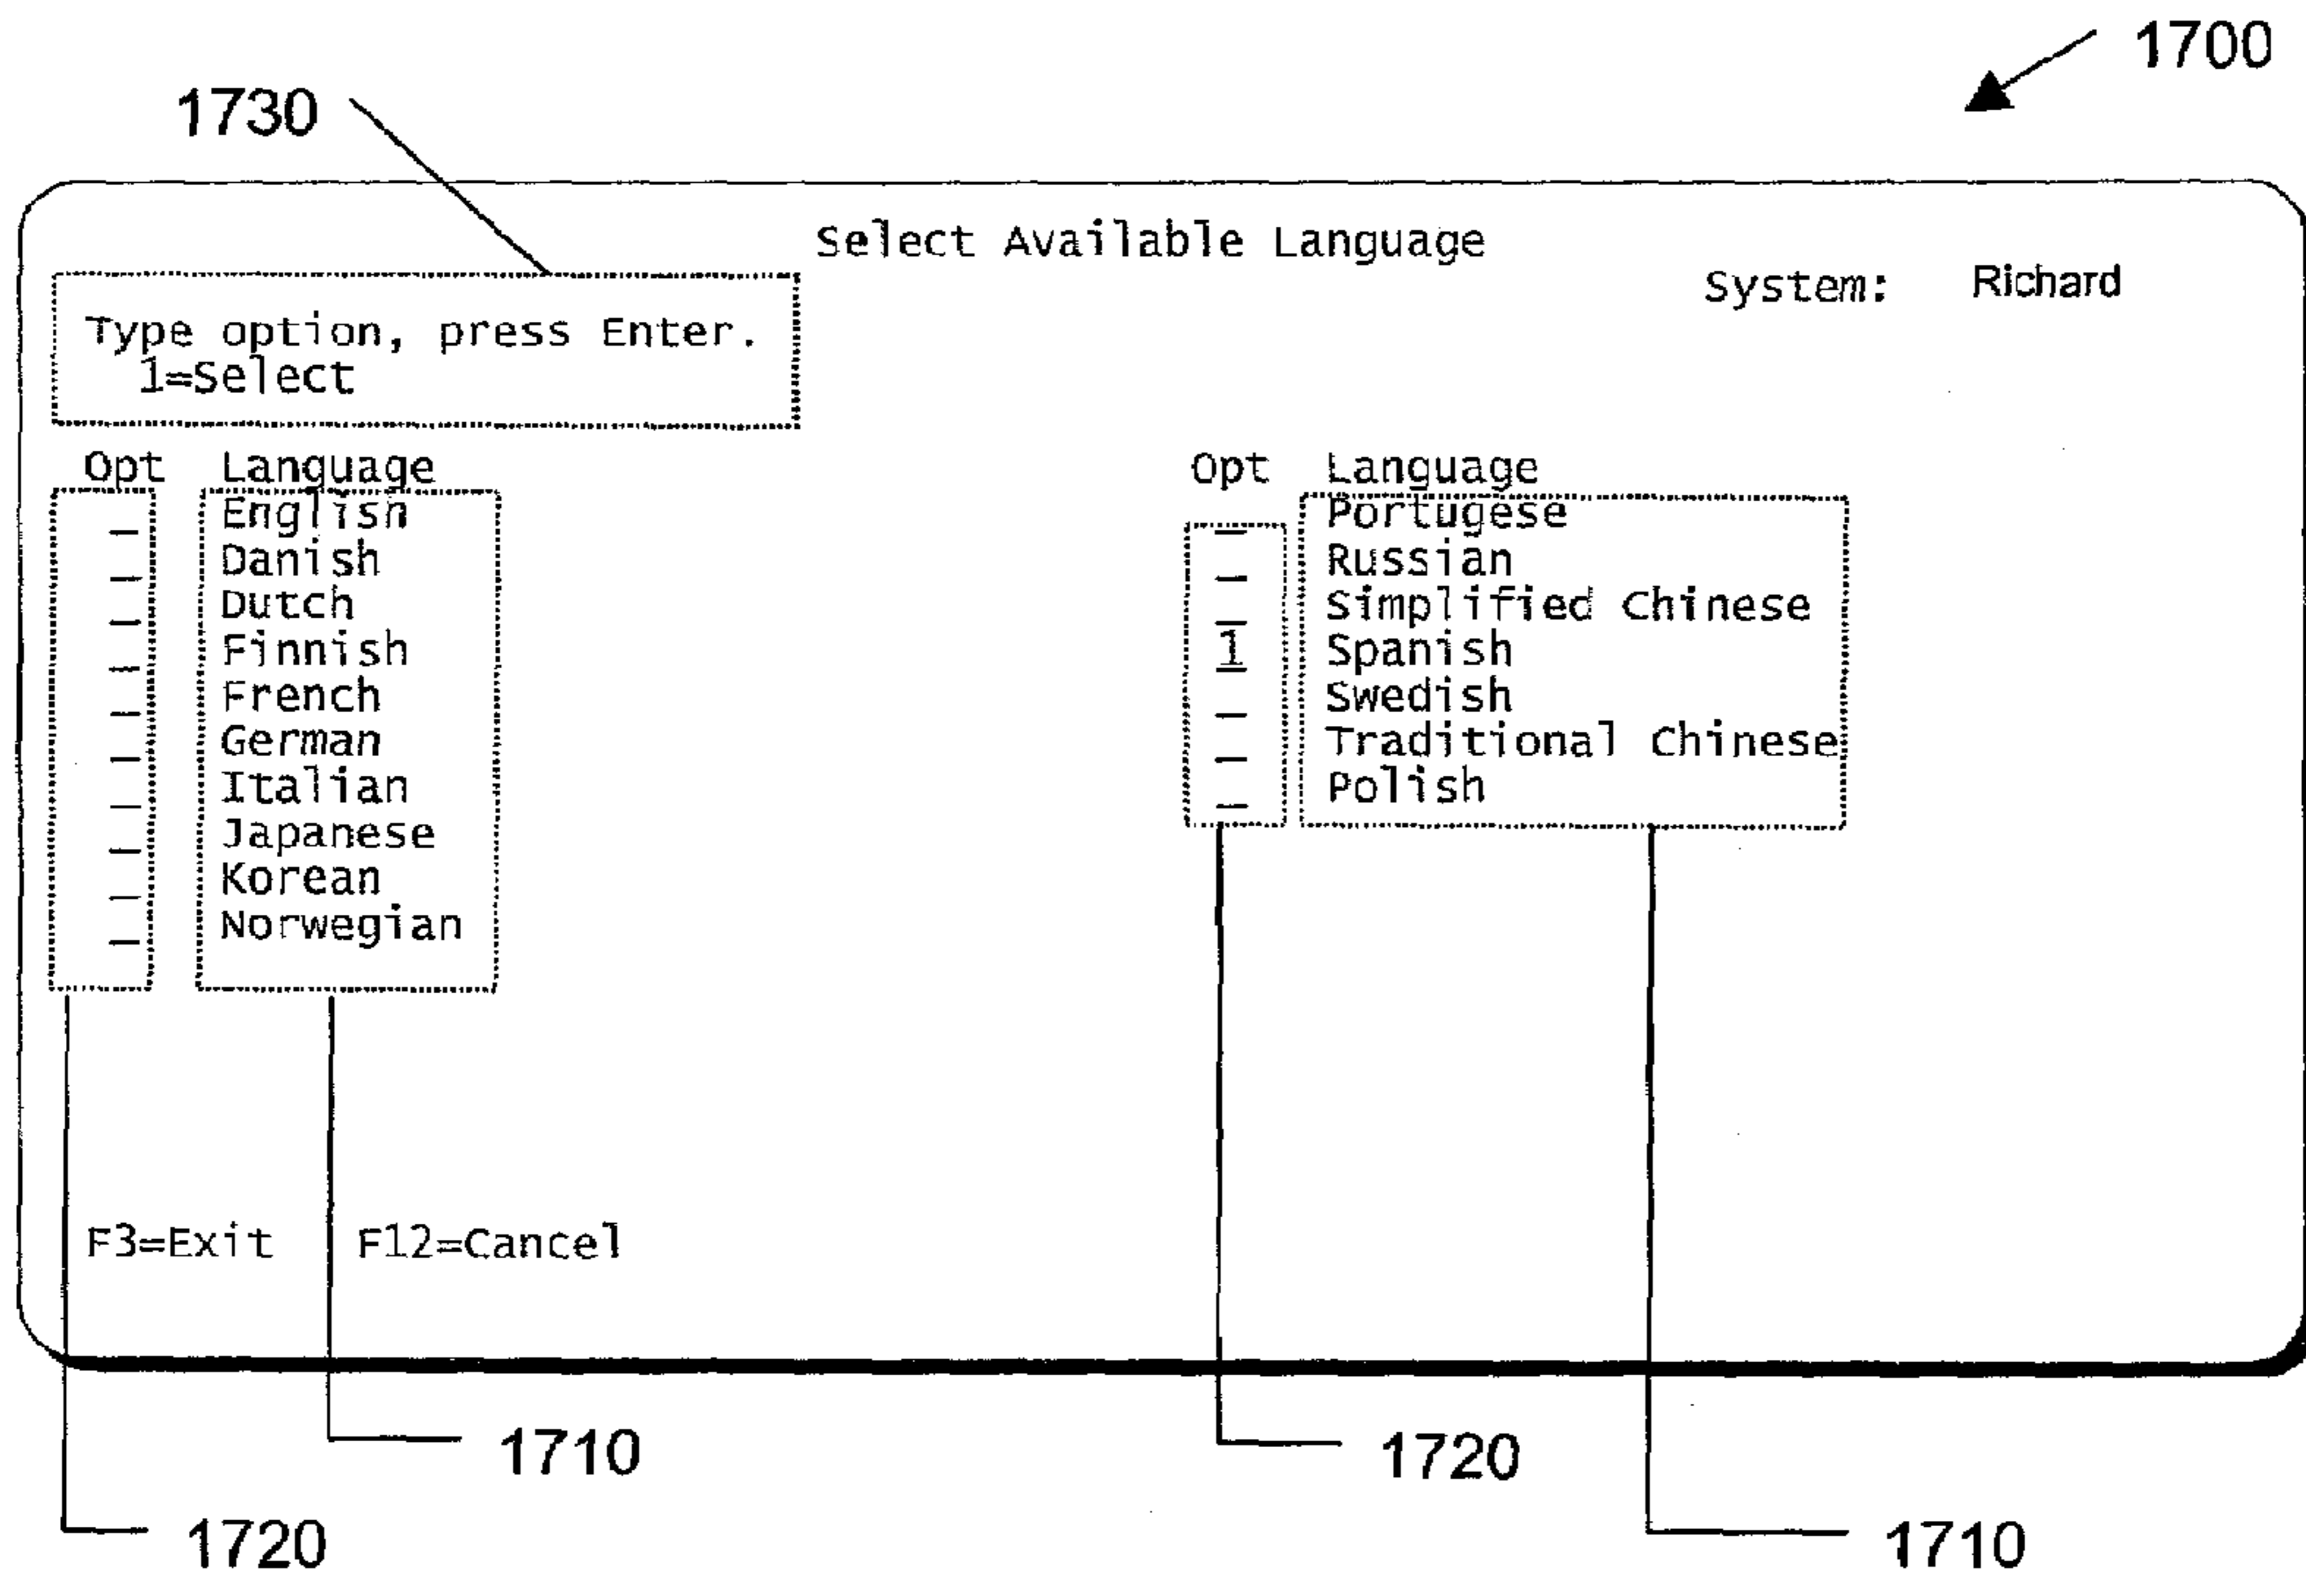 1700
1730
Select Available Language
System: Richard
Type option, press Enter.
1=Select
Opt Language Opt Language
_ English _ Portugese
_ Danish _ Russian
_ Dutch _ Simplified Chinese
_ Finnish 1 Spanish
_ French _ Swedish
_ German _ Traditional Chinese
_ Italian _ Polish
_ Japanese
_ Korean
_ Norwegian
F3=Exit F12=Cancel
1710 1720
1720 1710